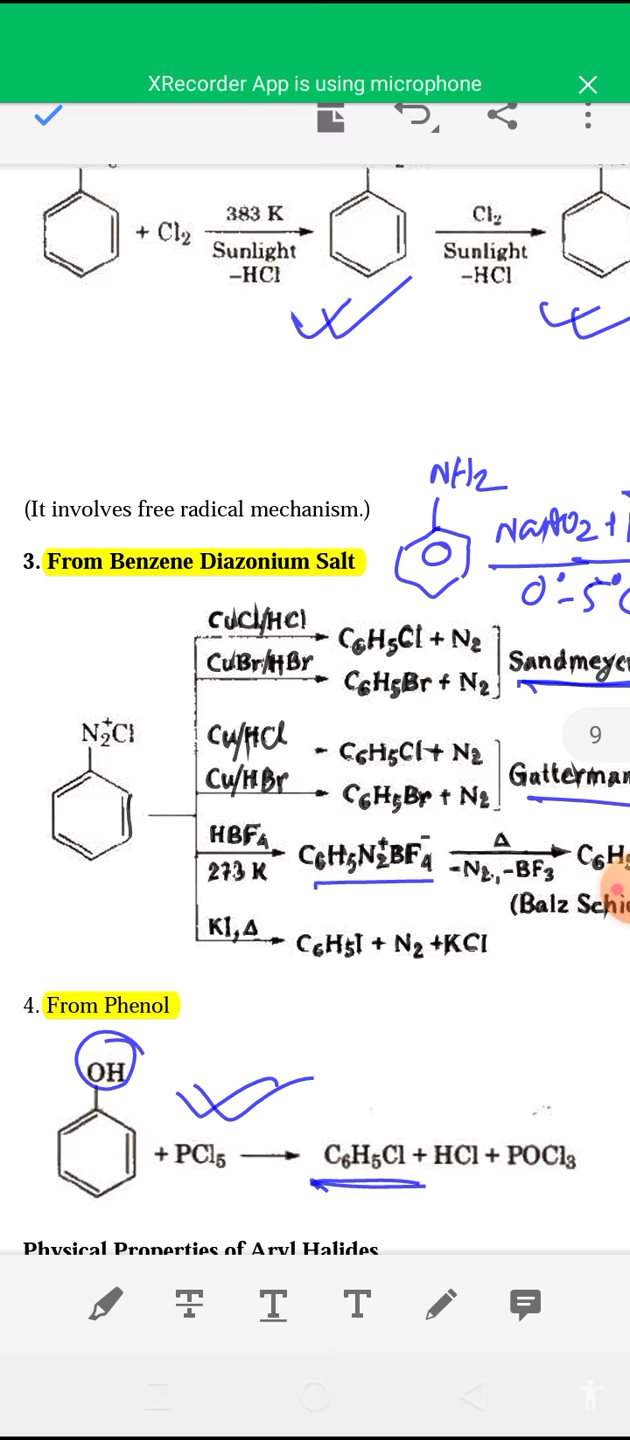 XRecorder App is using microphone
+ Cl₂ 383 K Sunlight –HCl Cl₂ Sunlight –HCl
(It involves free radical mechanism.)
NH2
NaNO2 +
0°-5°C
3. From Benzene Diazonium Salt
CuCl/HCl C₆H₅Cl + N₂
CuBr/HBr C₆H₅Br + N₂
Sandmeyer
N₂⁺Cl
Cu/HCl C₆H₅Cl + N₂
Cu/HBr C₆H₅Br + N₂
Gatterman
9
HBF₄ 273 K C₆H₅N₂⁺BF₄⁻ Δ –N₂, –BF₃ C₆H₅
(Balz Schie
KI, Δ C₆H₅I + N₂ + KCl
4. From Phenol
OH
+ PCl₅ ⟶ C₆H₅Cl + HCl + POCl₃
Physical Properties of Aryl Halides
T T T